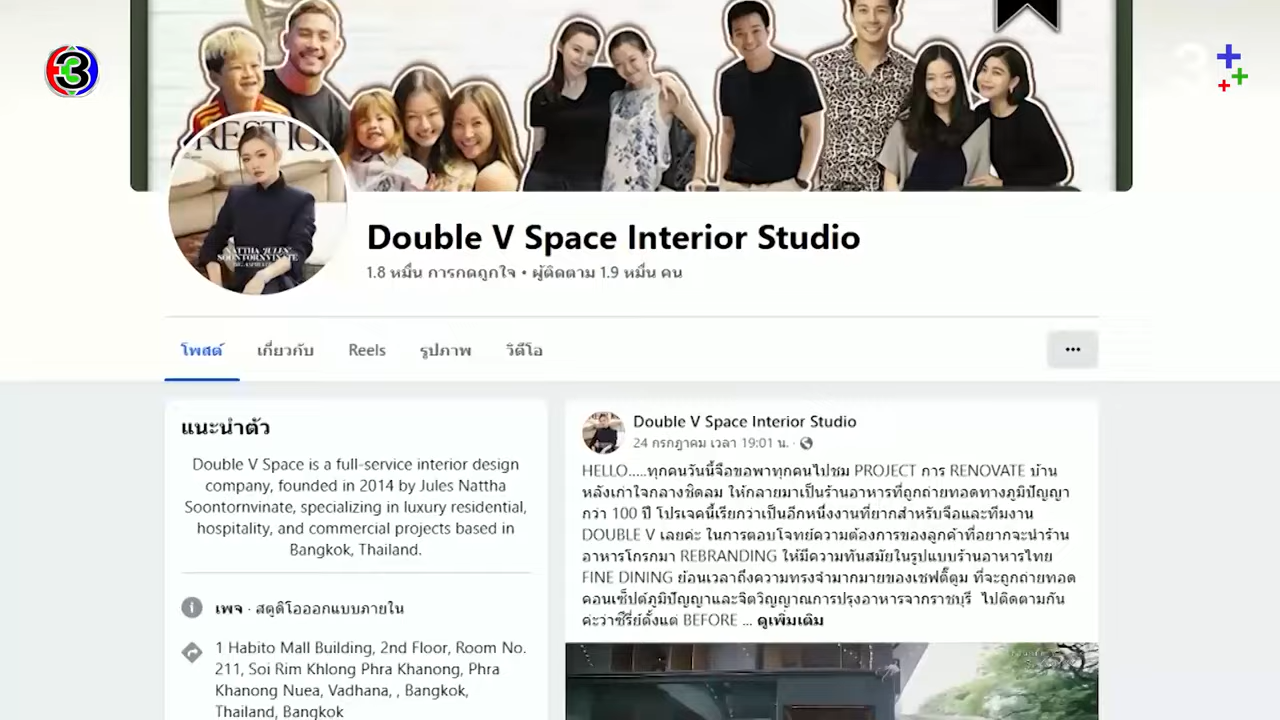 3
PRESTIGE
NATTHA 'JULES'
SOONTORNVINATE
Double V Space Interior Studio
1.8 หมื่น การกดถูกใจ • ผู้ติดตาม 1.9 หมื่น คน
โพสต์ เกี่ยวกับ Reels รูปภาพ วิดีโอ
แนะนำตัว
Double V Space is a full-service interior design
company, founded in 2014 by Jules Nattha
Soontornvinate, specializing in luxury residential,
hospitality, and commercial projects based in
Bangkok, Thailand.
เพจ · สตูดิโอออกแบบภายใน
1 Habito Mall Building, 2nd Floor, Room No.
211, Soi Rim Khlong Phra Khanong, Phra
Khanong Nuea, Vadhana, , Bangkok,
Thailand, Bangkok
Double V Space Interior Studio
24 กรกฎาคม เวลา 19:01 น. ·
HELLO.....ทุกคนวันนี้จือขอพาทุกคนไปชม PROJECT การ RENOVATE บ้าน
หลังเก่าใจกลางชิดลม ให้กลายมาเป็นร้านอาหารที่ถูกถ่ายทอดทางภูมิปัญญา
กว่า 100 ปี โปรเจคนี้เรียกว่าเป็นอีกหนึ่งงานที่ยากสำหรับจือและทีมงาน
DOUBLE V เลยค่ะ ในการตอบโจทย์ความต้องการของลูกค้าที่อยากจะนำร้าน
อาหารโกรกมา REBRANDING ให้มีความทันสมัยในรูปแบบร้านอาหารไทย
FINE DINING ย้อนเวลาถึงความทรงจำมากมายของเชฟตี๊ตูม ที่จะถูกถ่ายทอด
คอนเซ็ปต์ภูมิปัญญาและจิตวิญญาณการปรุงอาหารจากราชบุรี ไปติดตามกัน
ค่ะว่าซีรี่ย์ตั้งแต่ BEFORE ... ดูเพิ่มเติม